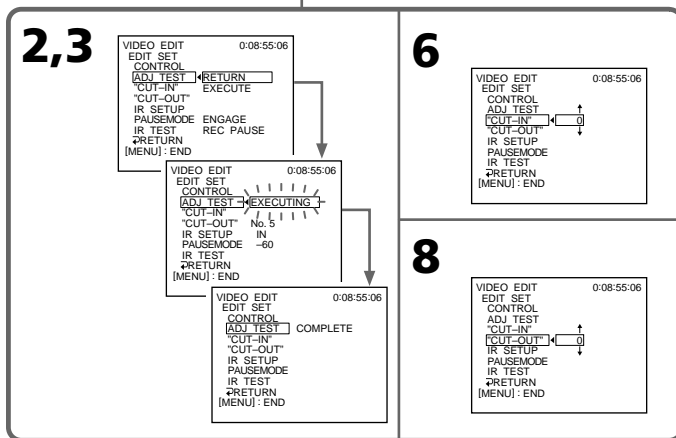 2,3
VIDEO EDIT 0:08:55:06
EDIT SET
CONTROL
ADJ TEST RETURN
"CUT–IN" EXECUTE
"CUT–OUT"
IR SETUP
PAUSEMODE ENGAGE
IR TEST REC PAUSE
RETURN
[MENU] : END
VIDEO EDIT 0:08:55:06
EDIT SET
CONTROL
ADJ TEST EXECUTING
"CUT–IN"
"CUT–OUT" No. 5
IR SETUP IN
PAUSEMODE –60
IR TEST
RETURN
[MENU] : END
VIDEO EDIT 0:08:55:06
EDIT SET
CONTROL
ADJ TEST COMPLETE
"CUT–IN"
"CUT–OUT"
IR SETUP
PAUSEMODE
IR TEST
RETURN
[MENU] : END
6
VIDEO EDIT 0:08:55:06
EDIT SET
CONTROL
ADJ TEST
"CUT–IN" 0
"CUT–OUT"
IR SETUP
PAUSEMODE
IR TEST
RETURN
[MENU] : END
8
VIDEO EDIT 0:08:55:06
EDIT SET
CONTROL
ADJ TEST
"CUT–IN"
"CUT–OUT" 0
IR SETUP
PAUSEMODE
IR TEST
RETURN
[MENU] : END